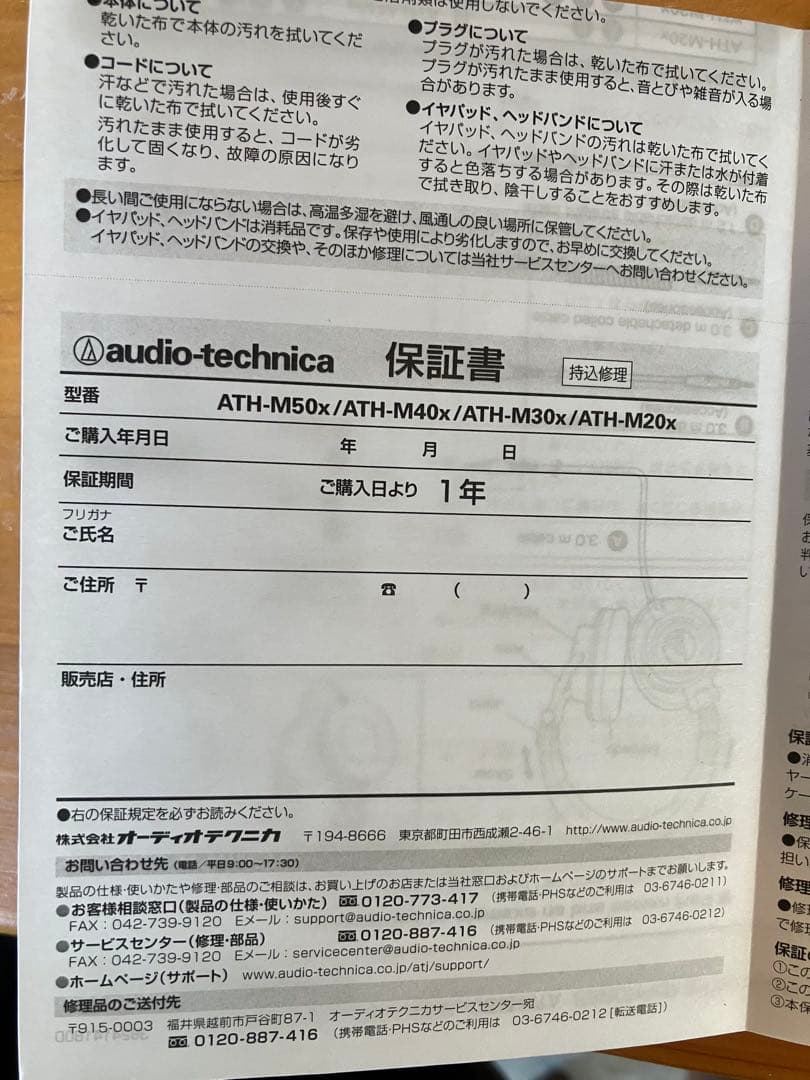 剤類は使用しないでください。
●本体について
乾いた布で本体の汚れを拭いてください。
●コードについて
汗などで汚れた場合は、使用後すぐ
に乾いた布で拭いてください。
汚れたまま使用すると、コードが劣
化して固くなり、故障の原因になり
ます。
●プラグについて
プラグが汚れた場合は、乾いた布で拭いてください。
プラグが汚れたまま使用すると、音とびや雑音が入る場
合があります。
●イヤパッド、ヘッドバンドについて
イヤパッド、ヘッドバンドの汚れは乾いた布で拭いてく
ださい。イヤパッドやヘッドバンドに汗または水が付着
すると色落ちする場合があります。その際は乾いた布
で拭き取り、陰干しすることをおすすめします。
●長い間ご使用にならない場合は、高温多湿を避け、風通しの良い場所に保管してください。
●イヤパッド、ヘッドバンドは消耗品です。保存や使用により劣化しますので、お早めに交換してください。
イヤパッド、ヘッドバンドの交換や、そのほか修理については当社サービスセンターへお問い合わせください。
audio-technica 保証書 持込修理
型番 ATH-M50x/ATH-M40x/ATH-M30x/ATH-M20x
ご購入年月日 年 月 日
保証期間 ご購入日より 1年
フリガナ
ご氏名
ご住所 〒 ☎ ( )
販売店・住所
●右の保証規定を必ずお読みください。
株式会社オーディオテクニカ 〒194-8666 東京都町田市西成瀬2-46-1 http://www.audio-technica.co.jp
お問い合わせ先(電話/平日9:00〜17:30)
製品の仕様・使いかたや修理・部品のご相談は、お買い上げのお店または当社窓口およびホームページのサポートまでお願いします。
●お客様相談窓口(製品の仕様・使いかた) 0120-773-417 (携帯電話・PHSなどのご利用は 03-6746-0211)
FAX:042-739-9120 Eメール:support@audio-technica.co.jp
●サービスセンター(修理・部品) 0120-887-416 (携帯電話・PHSなどのご利用は 03-6746-0212)
FAX:042-739-9120 Eメール:servicecenter@audio-technica.co.jp
●ホームページ(サポート) www.audio-technica.co.jp/atj/support/
修理品のご送付先
〒915-0003 福井県越前市戸谷町87-1 オーディオテクニカサービスセンター宛
0120-887-416 (携帯電話・PHSなどのご利用は 03-6746-0212[転送電話])